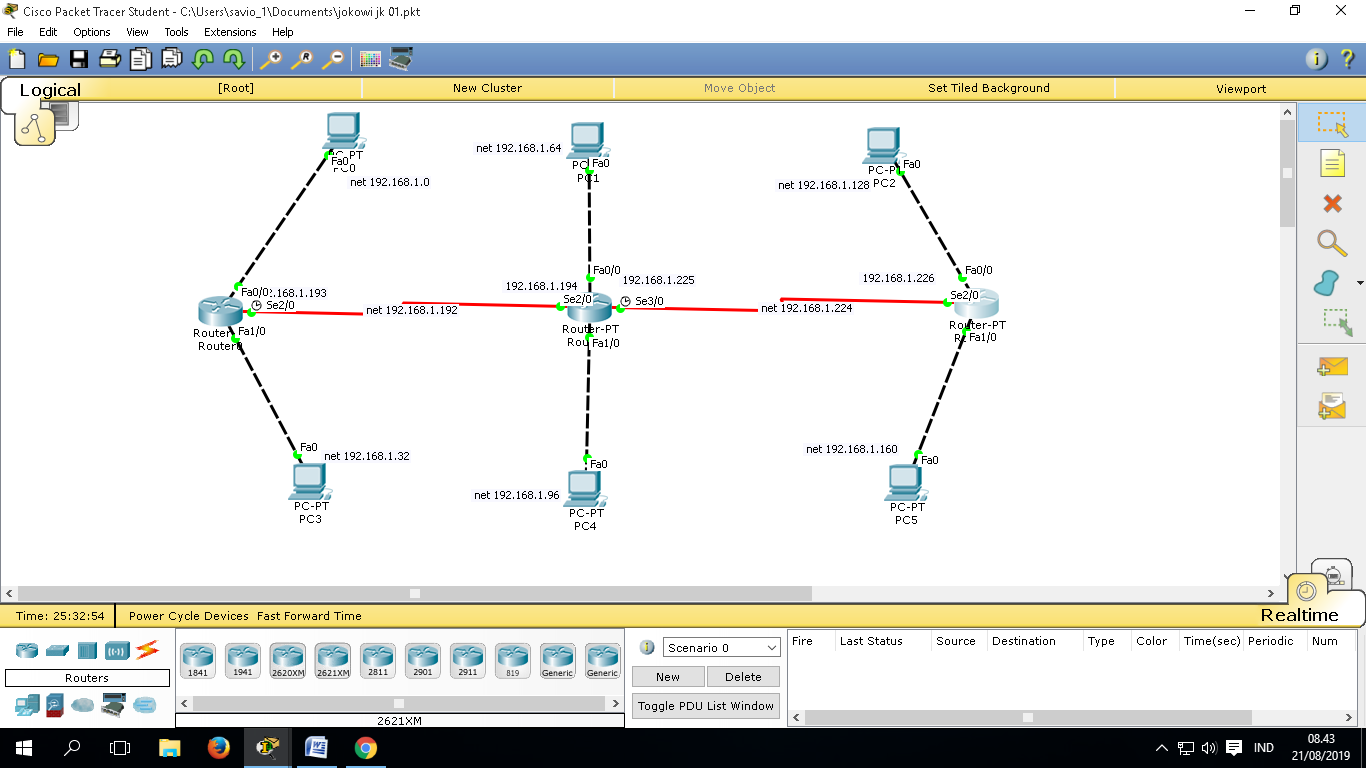 Cisco Packet Tracer Student - C:\Users\savio_1\Documents\jokowi jk 01.pkt
File Edit Options View Tools Extensions Help
Logical [Root] New Cluster Move Object Set Tiled Background Viewport
PC-PT
PC0
Fa0
net 192.168.1.0
net 192.168.1.64
Fa0
PC1
Fa0
PC2
net 192.168.1.128
Fa0/0
192.168.1.193
Se2/0
Fa1/0
Router0
net 192.168.1.192
192.168.1.194
Fa0/0
192.168.1.225
Se2/0
Se3/0
Router-PT
Fa1/0
net 192.168.1.224
192.168.1.226
Fa0/0
Se2/0
Router-PT
Fa1/0
Fa0
net 192.168.1.32
PC-PT
PC3
Fa0
net 192.168.1.96
PC-PT
PC4
net 192.168.1.160
Fa0
PC-PT
PC5
Time: 25:32:54 Power Cycle Devices Fast Forward Time Realtime
Routers
1841 1941 2620XM 2621XM 2811 2901 2911 819 Generic Generic
2621XM
Scenario 0
New Delete
Toggle PDU List Window
Fire Last Status Source Destination Type Color Time(sec) Periodic Num
IND
08.43
21/08/2019